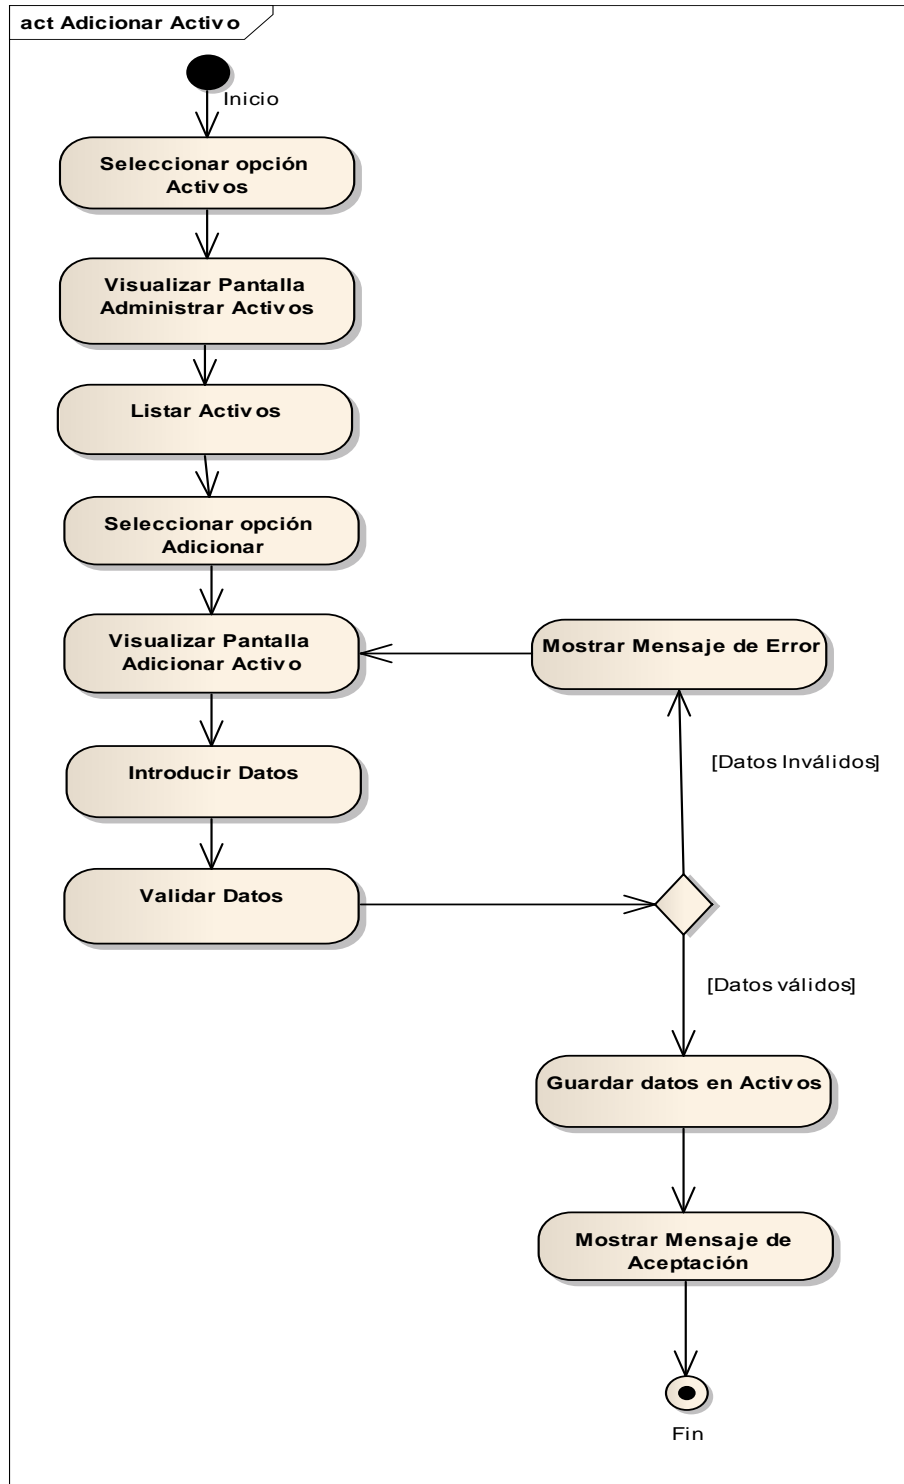 act Adicionar Activo
Inicio
Seleccionar opción
Activos
Visualizar Pantalla
Administrar Activos
Listar Activos
Seleccionar opción
Adicionar
Visualizar Pantalla
Adicionar Activo
Mostrar Mensaje de Error
[Datos Inválidos]
Introducir Datos
Validar Datos
[Datos válidos]
Guardar datos en Activos
Mostrar Mensaje de
Aceptación
Fin